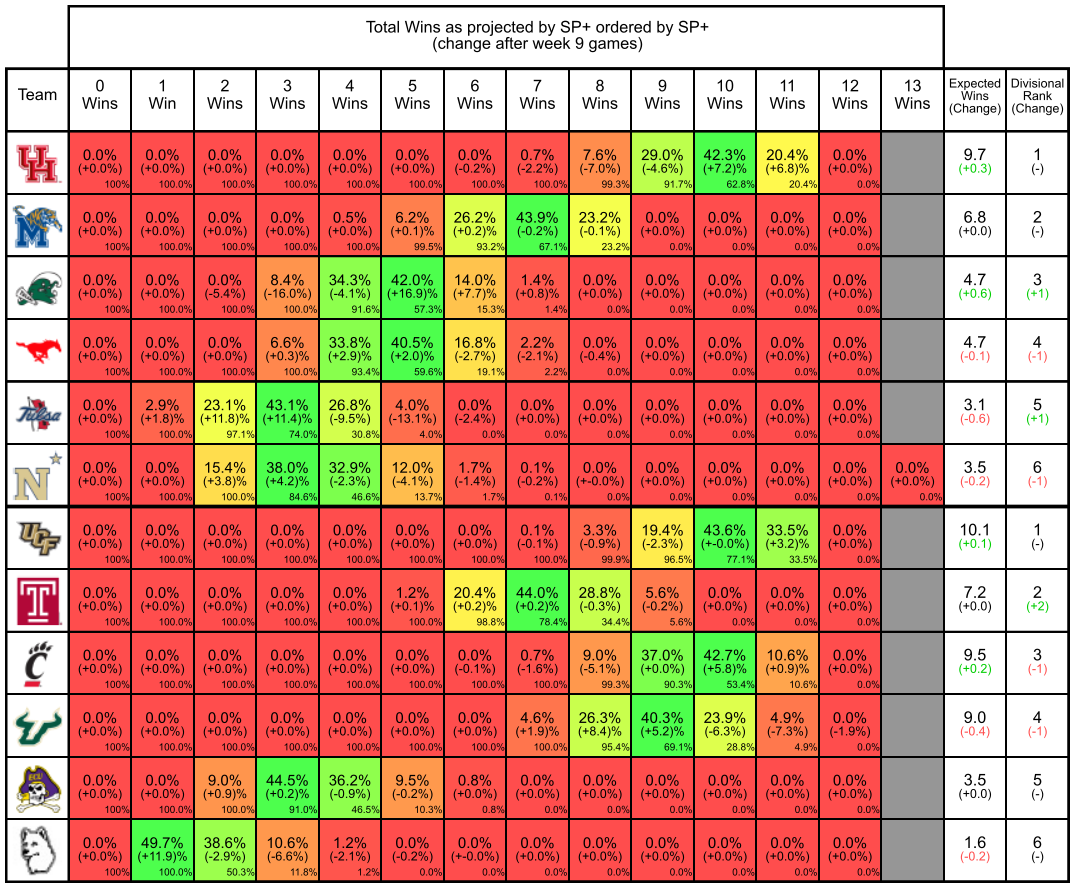 Total Wins as projected by SP+ ordered by SP+
(change after week 9 games)
Team 0 Wins 1 Win 2 Wins 3 Wins 4 Wins 5 Wins 6 Wins 7 Wins 8 Wins 9 Wins 10 Wins 11 Wins 12 Wins 13 Wins Expected Wins (Change) Divisional Rank (Change)
UH 0.0% 0.0% 0.0% 0.0% 0.0% 0.0% 0.0% 0.7% 7.6% 29.0% 42.3% 20.4% 0.0% 9.7 1
(+0.0%) (+0.0%) (+0.0%) (+0.0%) (+0.0%) (+0.0%) (-0.2%) (-2.2%) (-7.0%) (-4.6%) (+7.2)% (+6.8)% (+0.0%) (+0.3) (-)
100% 100.0% 100.0% 100.0% 100.0% 100.0% 100.0% 100.0% 99.3% 91.7% 62.8% 20.4% 0.0%
M 0.0% 0.0% 0.0% 0.0% 0.5% 6.2% 26.2% 43.9% 23.2% 0.0% 0.0% 0.0% 0.0% 6.8 2
(+0.0%) (+0.0%) (+0.0%) (+0.0%) (+0.0%) (+0.1)% (+0.2)% (-0.2%) (-0.1%) (+0.0%) (+0.0%) (+0.0%) (+0.0%) (+0.0) (-)
100% 100.0% 100.0% 100.0% 100.0% 99.5% 93.2% 67.1% 23.2% 0.0% 0.0% 0.0% 0.0%
0.0% 0.0% 0.0% 8.4% 34.3% 42.0% 14.0% 1.4% 0.0% 0.0% 0.0% 0.0% 0.0% 4.7 3
(+0.0%) (+0.0%) (-5.4%) (-16.0%) (-4.1%) (+16.9)% (+7.7)% (+0.8)% (+0.0%) (+0.0%) (+0.0%) (+0.0%) (+0.0%) (+0.6) (+1)
100% 100.0% 100.0% 100.0% 91.6% 57.3% 15.3% 1.4% 0.0% 0.0% 0.0% 0.0% 0.0%
0.0% 0.0% 0.0% 6.6% 33.8% 40.5% 16.8% 2.2% 0.0% 0.0% 0.0% 0.0% 0.0% 4.7 4
(+0.0%) (+0.0%) (+0.0%) (+0.3)% (+2.9)% (+2.0)% (-2.7%) (-2.1%) (-0.4%) (+0.0%) (+0.0%) (+0.0%) (+0.0%) (-0.1) (-1)
100% 100.0% 100.0% 100.0% 93.4% 59.6% 19.1% 2.2% 0.0% 0.0% 0.0% 0.0% 0.0%
Tulsa 0.0% 2.9% 23.1% 43.1% 26.8% 4.0% 0.0% 0.0% 0.0% 0.0% 0.0% 0.0% 0.0% 3.1 5
(+0.0%) (+1.8)% (+11.8)% (+11.4)% (-9.5%) (-13.1%) (-2.4%) (+0.0%) (+0.0%) (+0.0%) (+0.0%) (+0.0%) (+0.0%) (-0.6) (+1)
100% 100.0% 97.1% 74.0% 30.8% 4.0% 0.0% 0.0% 0.0% 0.0% 0.0% 0.0% 0.0%
N 0.0% 0.0% 15.4% 38.0% 32.9% 12.0% 1.7% 0.1% 0.0% 0.0% 0.0% 0.0% 0.0% 0.0% 3.5 6
(+0.0%) (+0.0%) (+3.8)% (+4.2)% (-2.3%) (-4.1%) (-1.4%) (-0.2%) (+-0.0%) (+0.0%) (+0.0%) (+0.0%) (+0.0%) (+0.0%) (-0.2) (-1)
100% 100.0% 100.0% 84.6% 46.6% 13.7% 1.7% 0.1% 0.0% 0.0% 0.0% 0.0% 0.0% 0.0%
UCF 0.0% 0.0% 0.0% 0.0% 0.0% 0.0% 0.0% 0.1% 3.3% 19.4% 43.6% 33.5% 0.0% 10.1 1
(+0.0%) (+0.0%) (+0.0%) (+0.0%) (+0.0%) (+0.0%) (+0.0%) (-0.1%) (-0.9%) (-2.3%) (+-0.0%) (+3.2)% (+0.0%) (+0.1) (-)
100% 100.0% 100.0% 100.0% 100.0% 100.0% 100.0% 100.0% 99.9% 96.5% 77.1% 33.5% 0.0%
T 0.0% 0.0% 0.0% 0.0% 0.0% 1.2% 20.4% 44.0% 28.8% 5.6% 0.0% 0.0% 0.0% 7.2 2
(+0.0%) (+0.0%) (+0.0%) (+0.0%) (+0.0%) (+0.1)% (+0.2)% (+0.2)% (-0.3%) (-0.2%) (+0.0%) (+0.0%) (+0.0%) (+0.0) (+2)
100% 100.0% 100.0% 100.0% 100.0% 100.0% 98.8% 78.4% 34.4% 5.6% 0.0% 0.0% 0.0%
C 0.0% 0.0% 0.0% 0.0% 0.0% 0.0% 0.0% 0.7% 9.0% 37.0% 42.7% 10.6% 0.0% 9.5 3
(+0.0%) (+0.0%) (+0.0%) (+0.0%) (+0.0%) (+0.0%) (-0.1%) (-1.6%) (-5.1%) (+0.0%) (+5.8)% (+0.9)% (+0.0%) (+0.2) (-1)
100% 100.0% 100.0% 100.0% 100.0% 100.0% 100.0% 100.0% 99.3% 90.3% 53.4% 10.6% 0.0%
0.0% 0.0% 0.0% 0.0% 0.0% 0.0% 0.0% 4.6% 26.3% 40.3% 23.9% 4.9% 0.0% 9.0 4
(+0.0%) (+0.0%) (+0.0%) (+0.0%) (+0.0%) (+0.0%) (+0.0%) (+1.9)% (+8.4)% (+5.2)% (-6.3%) (-7.3%) (-1.9%) (-0.4) (-1)
100% 100.0% 100.0% 100.0% 100.0% 100.0% 100.0% 100.0% 95.4% 69.1% 28.8% 4.9% 0.0%
ECU 0.0% 0.0% 9.0% 44.5% 36.2% 9.5% 0.8% 0.0% 0.0% 0.0% 0.0% 0.0% 0.0% 3.5 5
(+0.0%) (+0.0%) (+0.9)% (+0.2)% (-0.9%) (-0.2%) (+0.0%) (+0.0%) (+0.0%) (+0.0%) (+0.0%) (+0.0%) (+0.0%) (+0.0) (-)
100% 100.0% 100.0% 91.0% 46.5% 10.3% 0.8% 0.0% 0.0% 0.0% 0.0% 0.0% 0.0%
0.0% 49.7% 38.6% 10.6% 1.2% 0.0% 0.0% 0.0% 0.0% 0.0% 0.0% 0.0% 0.0% 1.6 6
(+0.0%) (+11.9)% (-2.9%) (-6.6%) (-2.1%) (-0.2%) (+-0.0%) (+0.0%) (+0.0%) (+0.0%) (+0.0%) (+0.0%) (+0.0%) (-0.2) (-)
100% 100.0% 50.3% 11.8% 1.2% 0.0% 0.0% 0.0% 0.0% 0.0% 0.0% 0.0% 0.0%